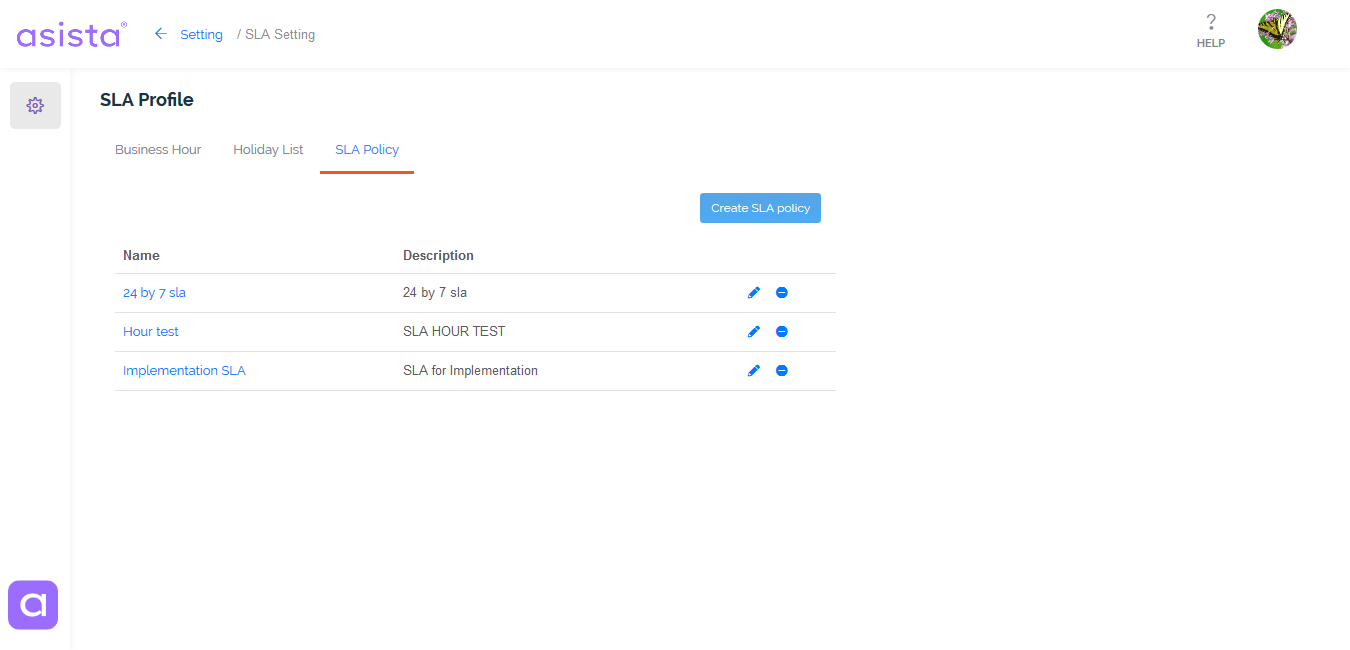 asista®
← Setting / SLA Setting
?
HELP
SLA Profile
Business Hour Holiday List SLA Policy
Create SLA policy
Name Description
24 by 7 sla 24 by 7 sla
Hour test SLA HOUR TEST
Implementation SLA SLA for Implementation
a